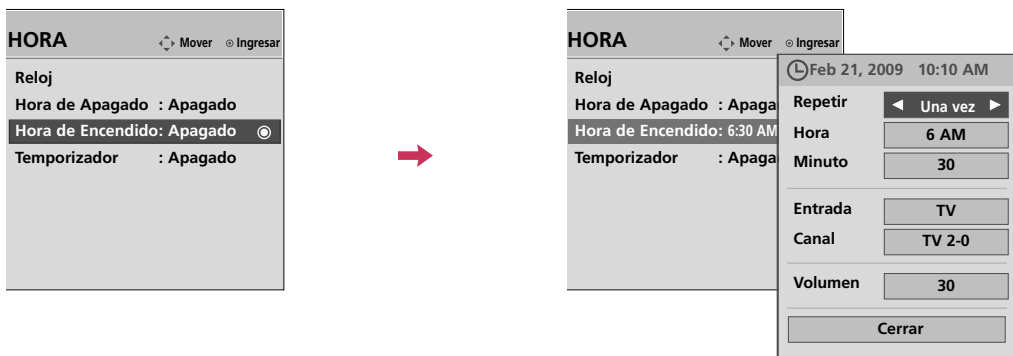 HORA Mover Ingresar
Reloj
Hora de Apagado : Apagado
Hora de Encendido: Apagado
Temporizador : Apagado
HORA Mover Ingresar
Reloj
Hora de Apagado : Apaga
Hora de Encendido: 6:30 AM
Temporizador : Apaga
Feb 21, 2009 10:10 AM
Repetir Una vez
Hora 6 AM
Minuto 30
Entrada TV
Canal TV 2-0
Volumen 30
Cerrar